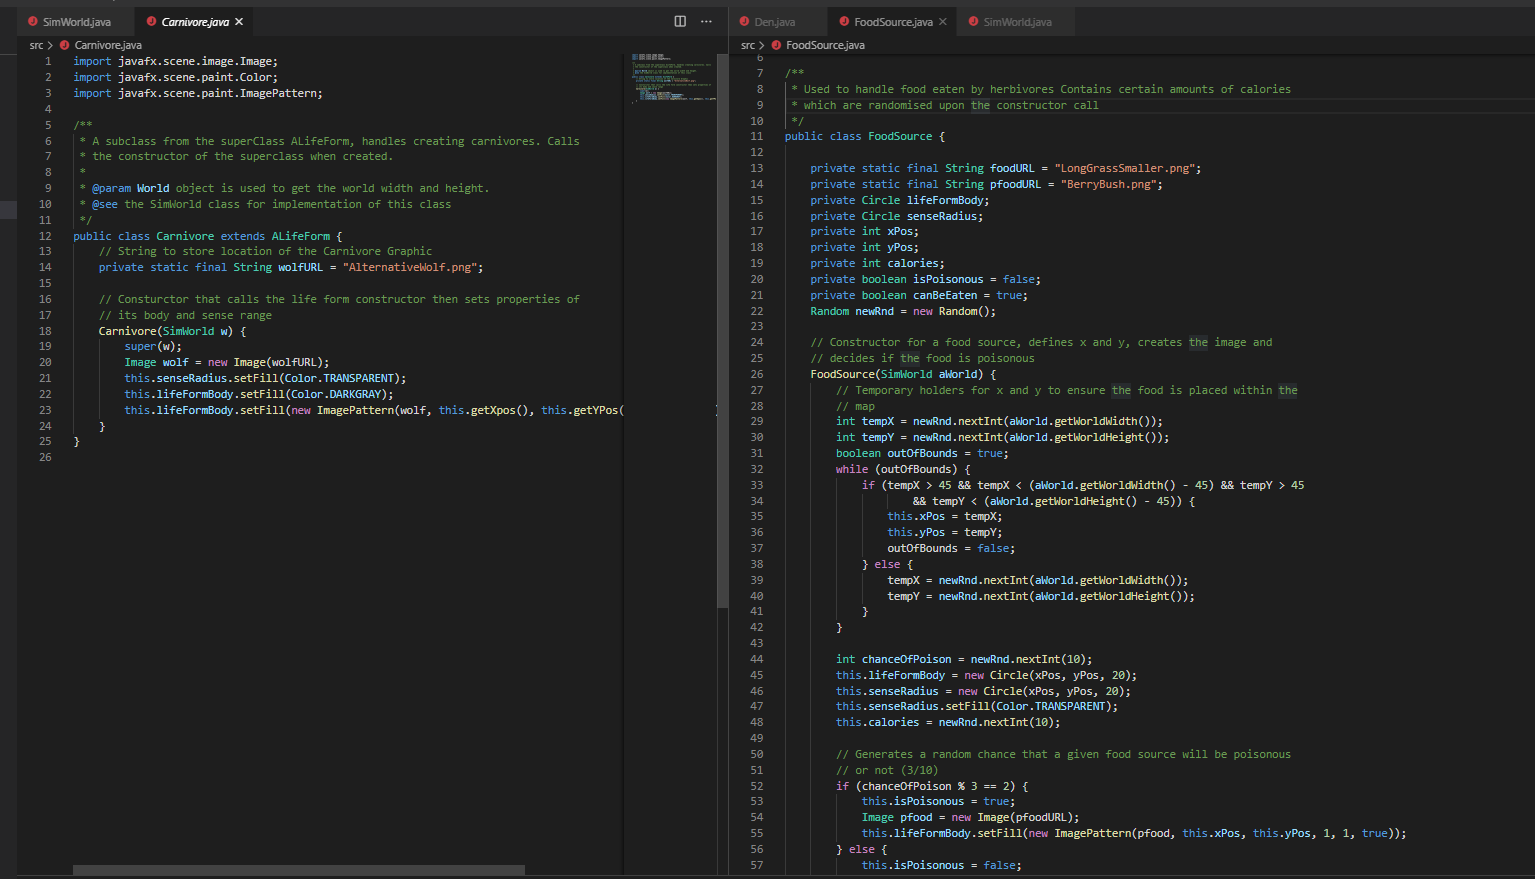 SimWorld.java
Carnivore.java
src > Carnivore.java
1 import javafx.scene.image.Image;
2 import javafx.scene.paint.Color;
3 import javafx.scene.paint.ImagePattern;
4
5 /**
6 * A subclass from the superClass ALifeForm, handles creating carnivores. Calls
7 * the constructor of the superclass when created.
8 *
9 * @param World object is used to get the world width and height.
10 * @see the SimWorld class for implementation of this class
11 */
12 public class Carnivore extends ALifeForm {
13 // String to store location of the Carnivore Graphic
14 private static final String wolfURL = "AlternativeWolf.png";
15
16 // Consturctor that calls the life form constructor then sets properties of
17 // its body and sense range
18 Carnivore(SimWorld w) {
19 super(w);
20 Image wolf = new Image(wolfURL);
21 this.senseRadius.setFill(Color.TRANSPARENT);
22 this.lifeFormBody.setFill(Color.DARKGRAY);
23 this.lifeFormBody.setFill(new ImagePattern(wolf, this.getXpos(), this.getYPos(
24 }
25 }
26
Den.java
FoodSource.java
SimWorld.java
src > FoodSource.java
6
7 /**
8 * Used to handle food eaten by herbivores Contains certain amounts of calories
9 * which are randomised upon the constructor call
10 */
11 public class FoodSource {
12
13 private static final String foodURL = "LongGrassSmaller.png";
14 private static final String pfoodURL = "BerryBush.png";
15 private Circle lifeFormBody;
16 private Circle senseRadius;
17 private int xPos;
18 private int yPos;
19 private int calories;
20 private boolean isPoisonous = false;
21 private boolean canBeEaten = true;
22 Random newRnd = new Random();
23
24 // Constructor for a food source, defines x and y, creates the image and
25 // decides if the food is poisonous
26 FoodSource(SimWorld aWorld) {
27 // Temporary holders for x and y to ensure the food is placed within the
28 // map
29 int tempX = newRnd.nextInt(aWorld.getWorldWidth());
30 int tempY = newRnd.nextInt(aWorld.getWorldHeight());
31 boolean outOfBounds = true;
32 while (outOfBounds) {
33 if (tempX > 45 && tempX < (aWorld.getWorldWidth() - 45) && tempY > 45
34 && tempY < (aWorld.getWorldHeight() - 45)) {
35 this.xPos = tempX;
36 this.yPos = tempY;
37 outOfBounds = false;
38 } else {
39 tempX = newRnd.nextInt(aWorld.getWorldWidth());
40 tempY = newRnd.nextInt(aWorld.getWorldHeight());
41 }
42 }
43
44 int chanceOfPoison = newRnd.nextInt(10);
45 this.lifeFormBody = new Circle(xPos, yPos, 20);
46 this.senseRadius = new Circle(xPos, yPos, 20);
47 this.senseRadius.setFill(Color.TRANSPARENT);
48 this.calories = newRnd.nextInt(10);
49
50 // Generates a random chance that a given food source will be poisonous
51 // or not (3/10)
52 if (chanceOfPoison % 3 == 2) {
53 this.isPoisonous = true;
54 Image pfood = new Image(pfoodURL);
55 this.lifeFormBody.setFill(new ImagePattern(pfood, this.xPos, this.yPos, 1, 1, true));
56 } else {
57 this.isPoisonous = false;